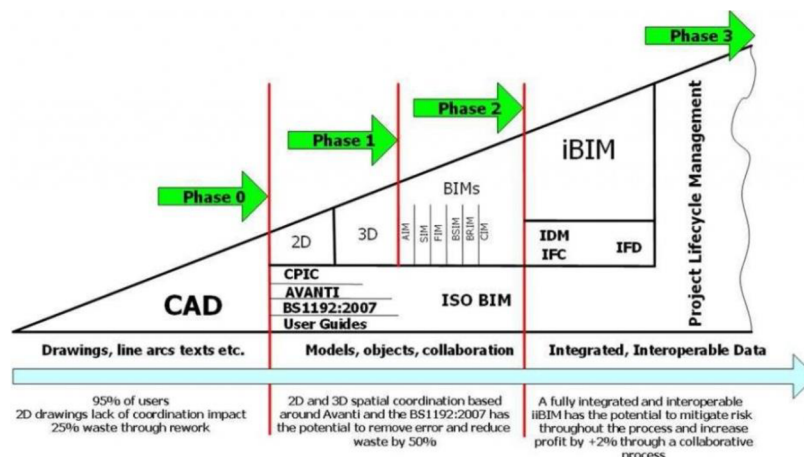 Phase 3
Phase 2
Phase 1
Phase 0
iBIM
BIMs
2D
3D
AIM
SIM
FIM
BSIM
BRIM
CIM
IDM
IFC
IFD
Project Lifecycle Management
CAD
CPIC
AVANTI
BS1192:2007
User Guides
ISO BIM
Drawings, line arcs texts etc.
Models, objects, collaboration
Integrated, Interoperable Data
95% of users
2D drawings lack of coordination impact
25% waste through rework
2D and 3D spatial coordination based
around Avanti and the BS1192:2007 has
the potential to remove error and reduce
waste by 50%
A fully integrated and interoperable
iiBIM has the potential to mitigate risk
throughout the process and increase
profit by +2% through a collaborative
process